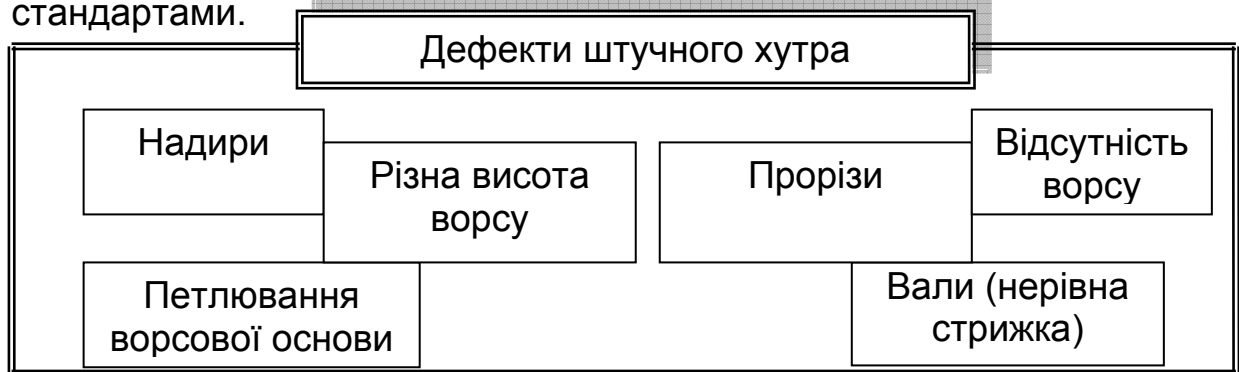 стандартами.
Дефекти штучного хутра
Надири
Різна висота
ворсу
Прорізи
Відсутність
ворсу
Петлювання
ворсової основи
Вали (нерівна
стрижка)